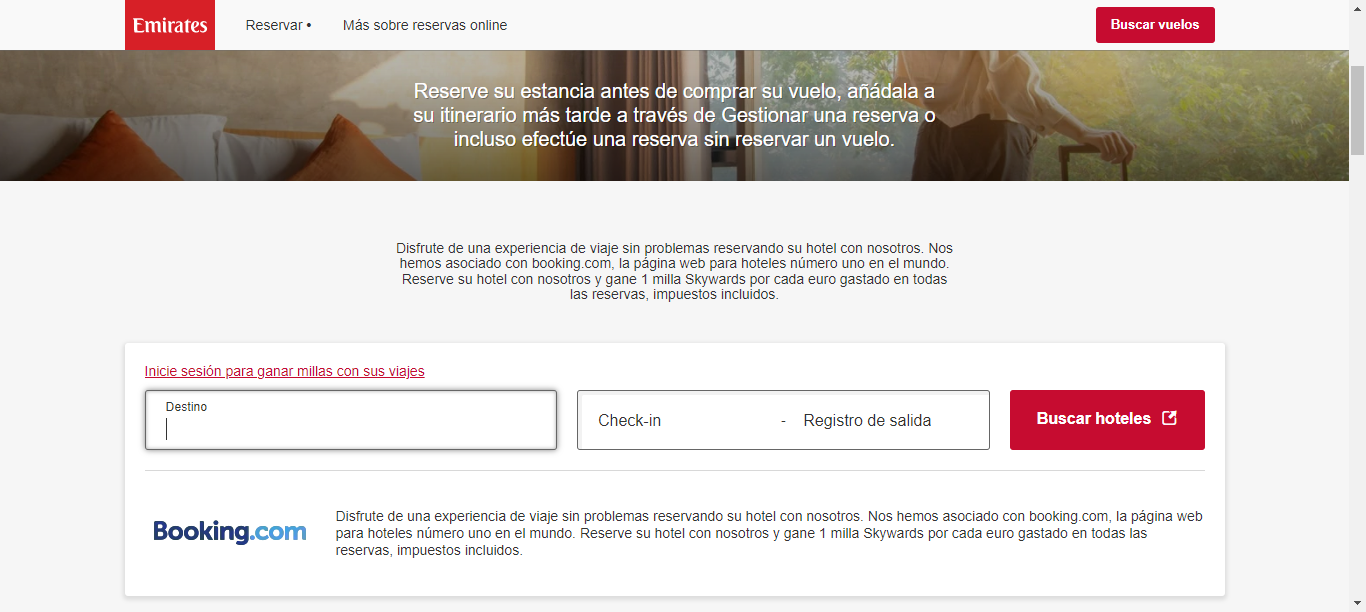 Emirates
Reservar •
Más sobre reservas online
Buscar vuelos
Reserve su estancia antes de comprar su vuelo, añádala a
su itinerario más tarde a través de Gestionar una reserva o
incluso efectúe una reserva sin reservar un vuelo.
Disfrute de una experiencia de viaje sin problemas reservando su hotel con nosotros. Nos
hemos asociado con booking.com, la página web para hoteles número uno en el mundo.
Reserve su hotel con nosotros y gane 1 milla Skywards por cada euro gastado en todas
las reservas, impuestos incluidos.
Inicie sesión para ganar millas con sus viajes
Destino
Check-in - Registro de salida
Buscar hoteles
Booking.com
Disfrute de una experiencia de viaje sin problemas reservando su hotel con nosotros. Nos hemos asociado con booking.com, la página web
para hoteles número uno en el mundo. Reserve su hotel con nosotros y gane 1 milla Skywards por cada euro gastado en todas las
reservas, impuestos incluidos.